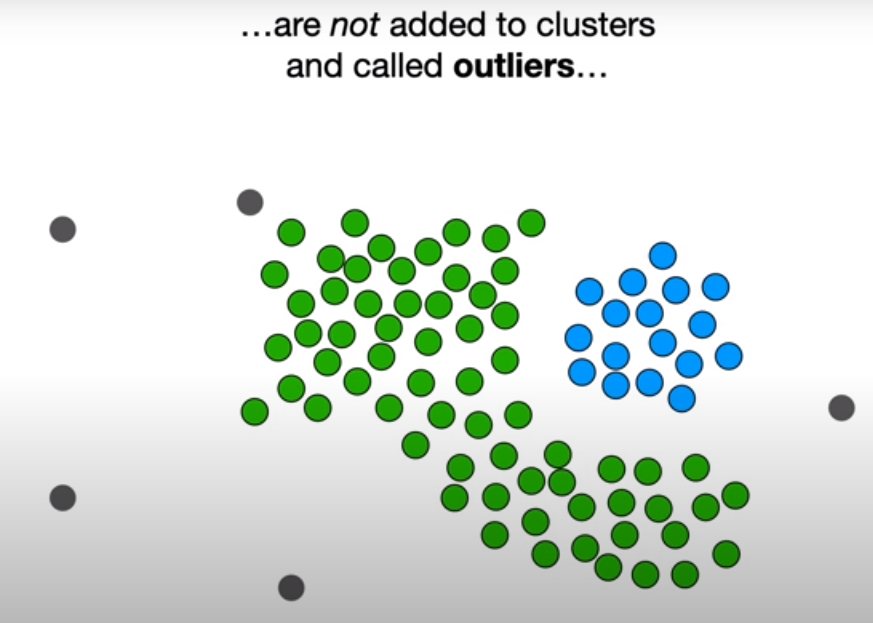 …are not added to clusters
and called outliers…